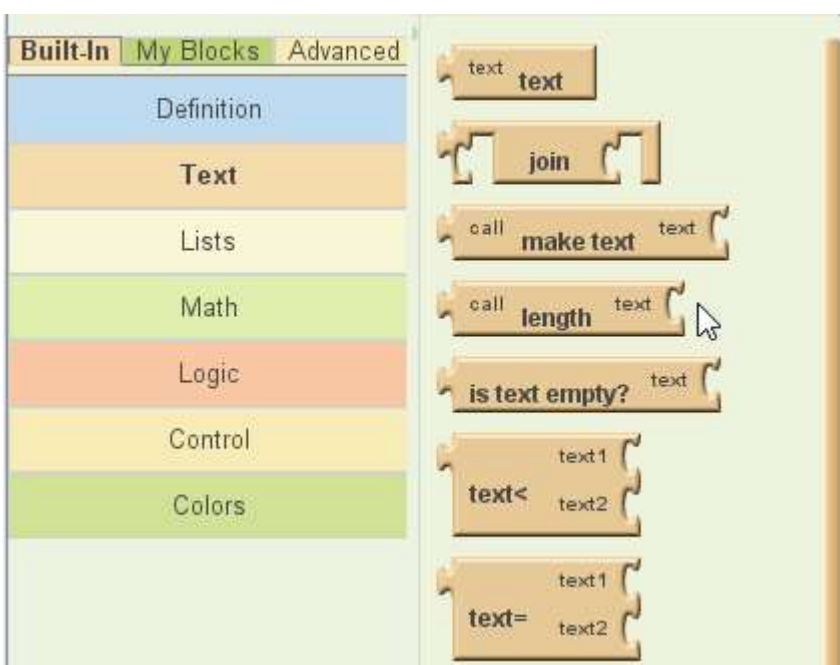 Built-In My Blocks Advanced
Definition
Text
Lists
Math
Logic
Control
Colors
text text
join
call make text text
call length text
is text empty? text
text1
text<
text2
text1
text=
text2